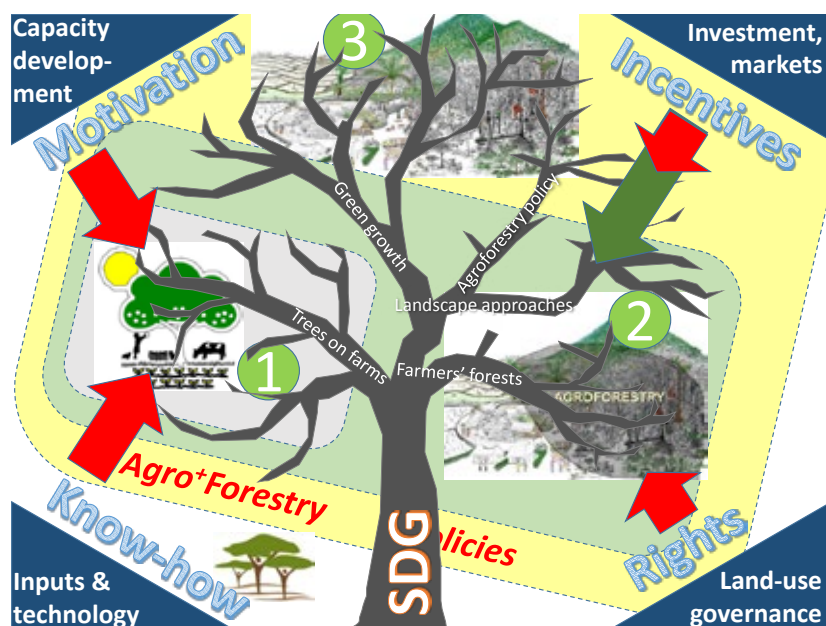 Capacity
develop-
ment
Motivation
3
Investment,
markets
Incentives
Green growth
Agroforestry policy
Landscape approaches
Trees on farms
1
Farmers' forests
2
AGROFORESTRY
Agro+Forestry
olicies
SDG
Know-how
Inputs &
technology
Rights
Land-use
governance